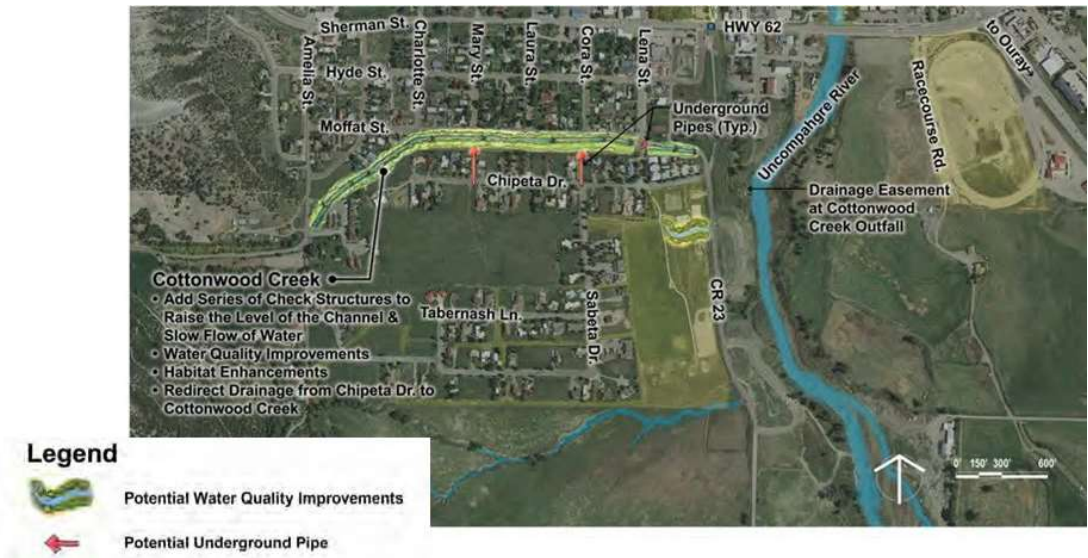 Sherman St.
HWY 62
to Ouray
Amelia St.
Charlotte St.
Mary St.
Laura St.
Cora St.
Lena St.
Hyde St.
Racecourse Rd.
Underground
Pipes (Typ.)
Moffat St.
Uncompahgre River
Chipeta Dr.
Drainage Easement
at Cottonwood
Creek Outfall
Cottonwood Creek
• Add Series of Check Structures to
Raise the Level of the Channel &
Slow Flow of Water
• Water Quality Improvements
• Habitat Enhancements
• Redirect Drainage from Chipeta Dr. to
Cottonwood Creek
Tabernash Ln.
Sabeta Dr.
CR 23
0' 150' 300' 600'
Legend
Potential Water Quality Improvements
Potential Underground Pipe